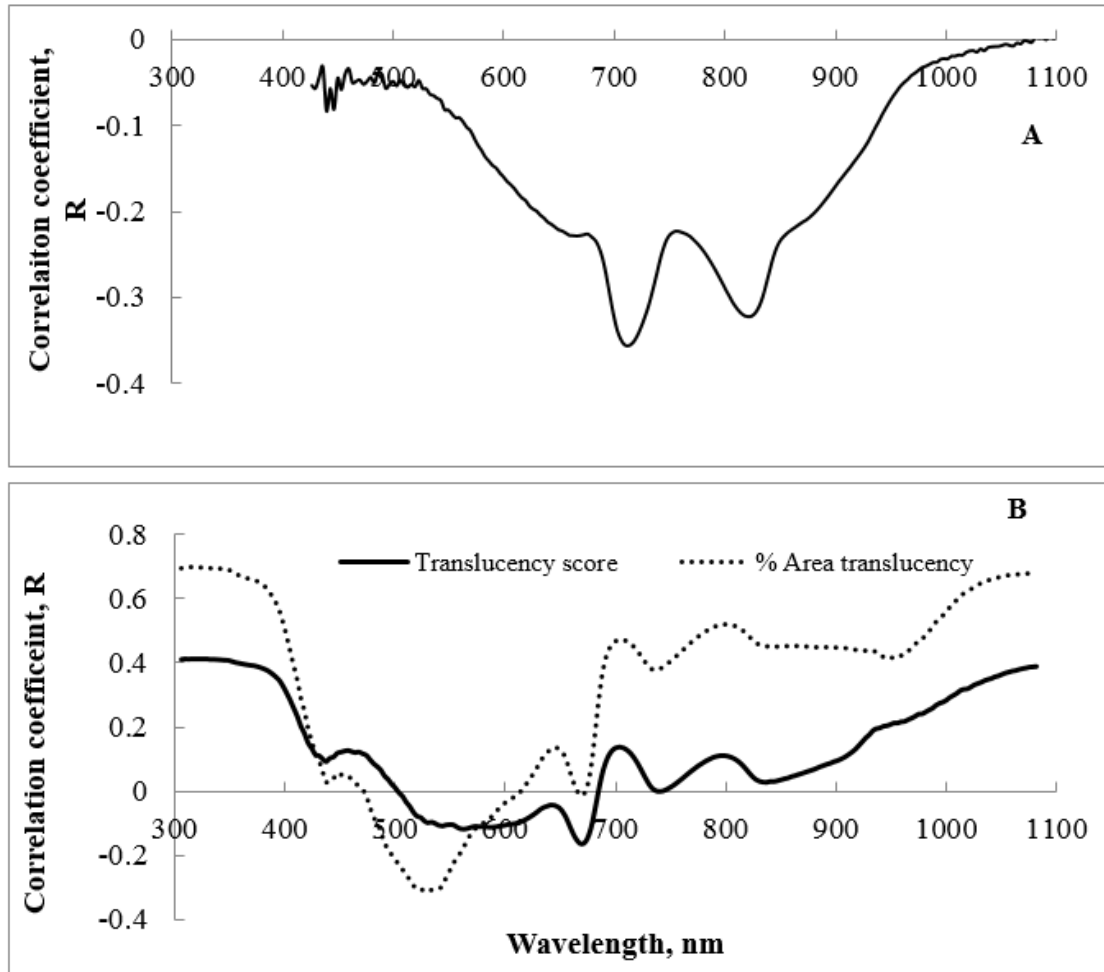 0
300 400 500 600 700 800 900 1000 1100
-0.1
-0.2
-0.3
-0.4
Correlaiton coefficient,
R
A
B
0.8
0.6
0.4
0.2
0
-0.2
-0.4
Translucency score
% Area translucency
300 400 500 600 700 800 900 1000 1100
Correlation coefficeint, R
Wavelength, nm